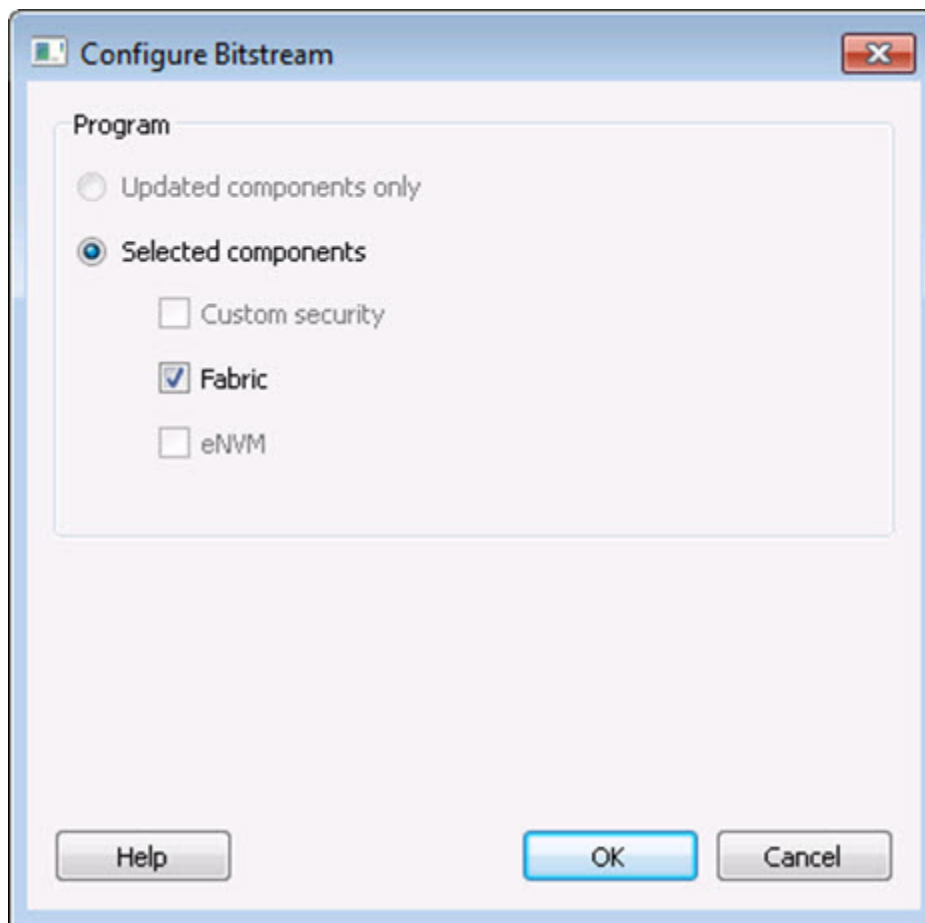 Configure Bitstream
Program
Updated components only
Selected components
Custom security
Fabric
eNVM
Help OK Cancel